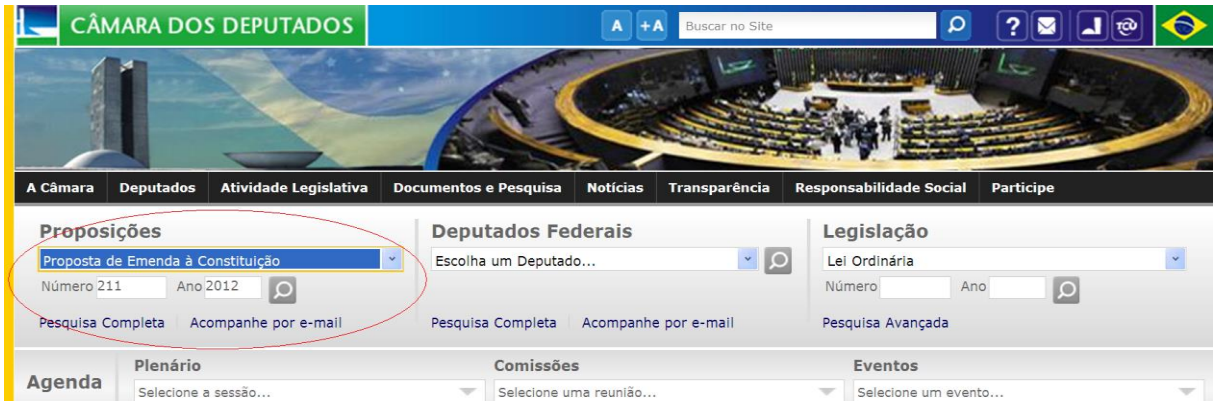 CÂMARA DOS DEPUTADOS
A +A Buscar no Site ? TCU
A Câmara Deputados Atividade Legislativa Documentos e Pesquisa Notícias Transparência Responsabilidade Social Participe
Proposições Deputados Federais Legislação
Proposta de Emenda à Constituição Escolha um Deputado... Lei Ordinária
Número 211 Ano 2012 Número Ano
Pesquisa Completa Acompanhe por e-mail Pesquisa Completa Acompanhe por e-mail Pesquisa Avançada
Plenário Comissões Eventos
Agenda Selecione a sessão... Selecione uma reunião... Selecione um evento...